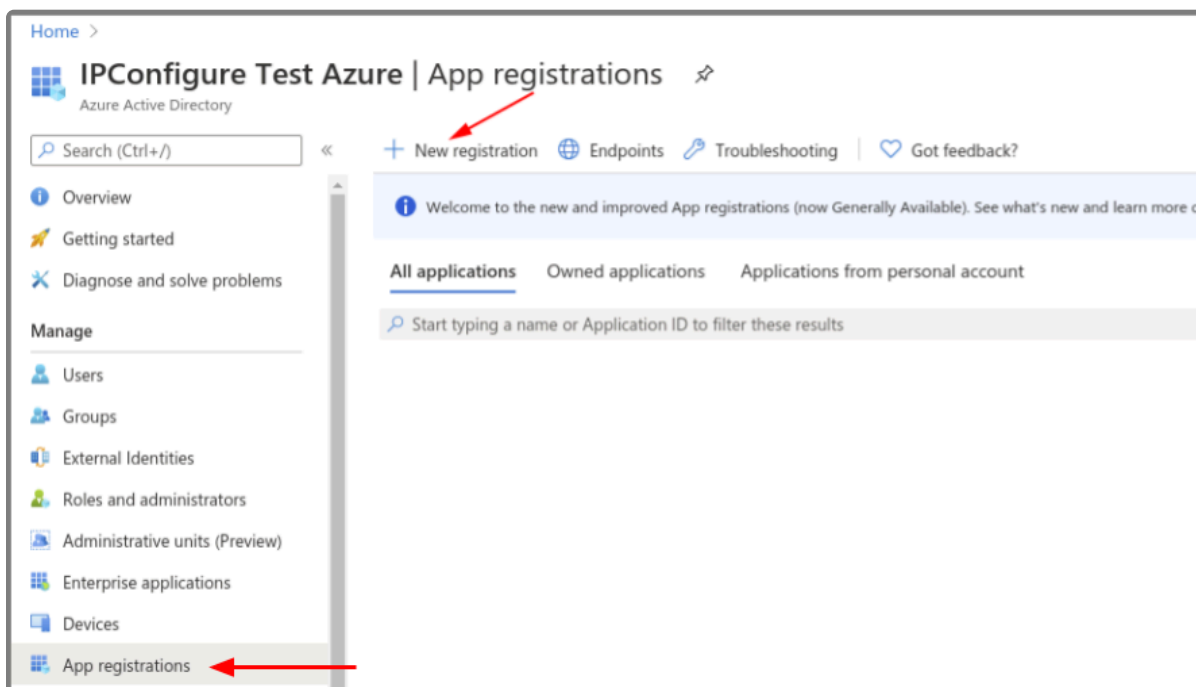 Home >
IPConfigure Test Azure | App registrations
Azure Active Directory
Search (Ctrl+/)
«
Overview
Getting started
Diagnose and solve problems
Manage
Users
Groups
External Identities
Roles and administrators
Administrative units (Preview)
Enterprise applications
Devices
App registrations
+ New registration Endpoints Troubleshooting Got feedback?
Welcome to the new and improved App registrations (now Generally Available). See what's new and learn more
All applications Owned applications Applications from personal account
Start typing a name or Application ID to filter these results